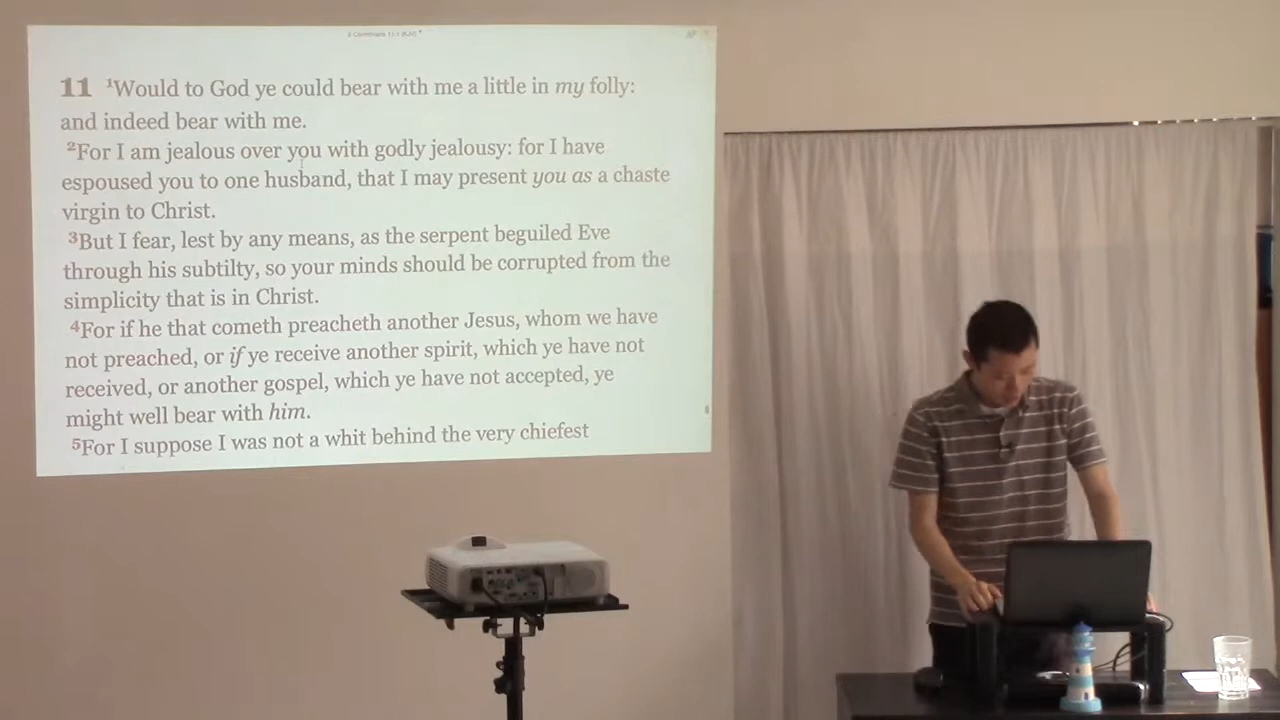 2 Corinthians 11:1 (KJV)
11 ¹Would to God ye could bear with me a little in my folly:
and indeed bear with me.
²For I am jealous over you with godly jealousy: for I have
espoused you to one husband, that I may present you as a chaste
virgin to Christ.
³But I fear, lest by any means, as the serpent beguiled Eve
through his subtilty, so your minds should be corrupted from the
simplicity that is in Christ.
⁴For if he that cometh preacheth another Jesus, whom we have
not preached, or if ye receive another spirit, which ye have not
received, or another gospel, which ye have not accepted, ye
might well bear with him.
⁵For I suppose I was not a whit behind the very chiefest